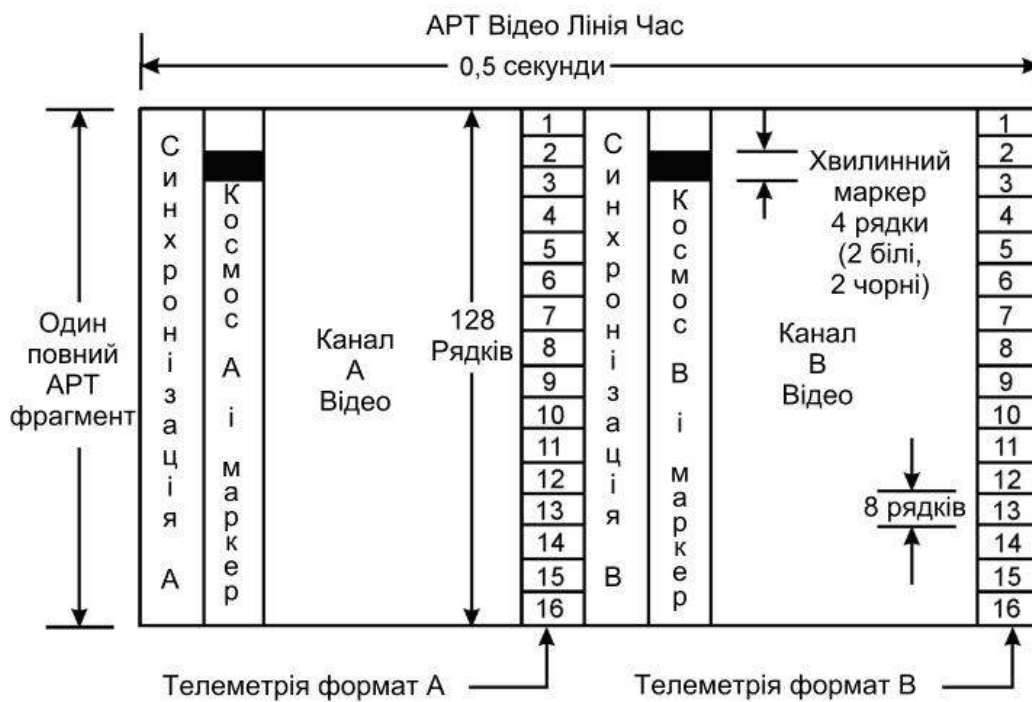 АРТ Відео Лінія Час
0,5 секунди
Один
повний
АРТ
фрагмент
Синхронізація А
Космос А і маркер
Канал
А
Відео
128
Рядків
1
2
3
4
5
6
7
8
9
10
11
12
13
14
15
16
Синхронізація В
Космос В і маркер
Хвилинний
маркер
4 рядки
(2 білі,
2 чорні)
Канал
В
Відео
8 рядків
1
2
3
4
5
6
7
8
9
10
11
12
13
14
15
16
Телеметрія формат А
Телеметрія формат В